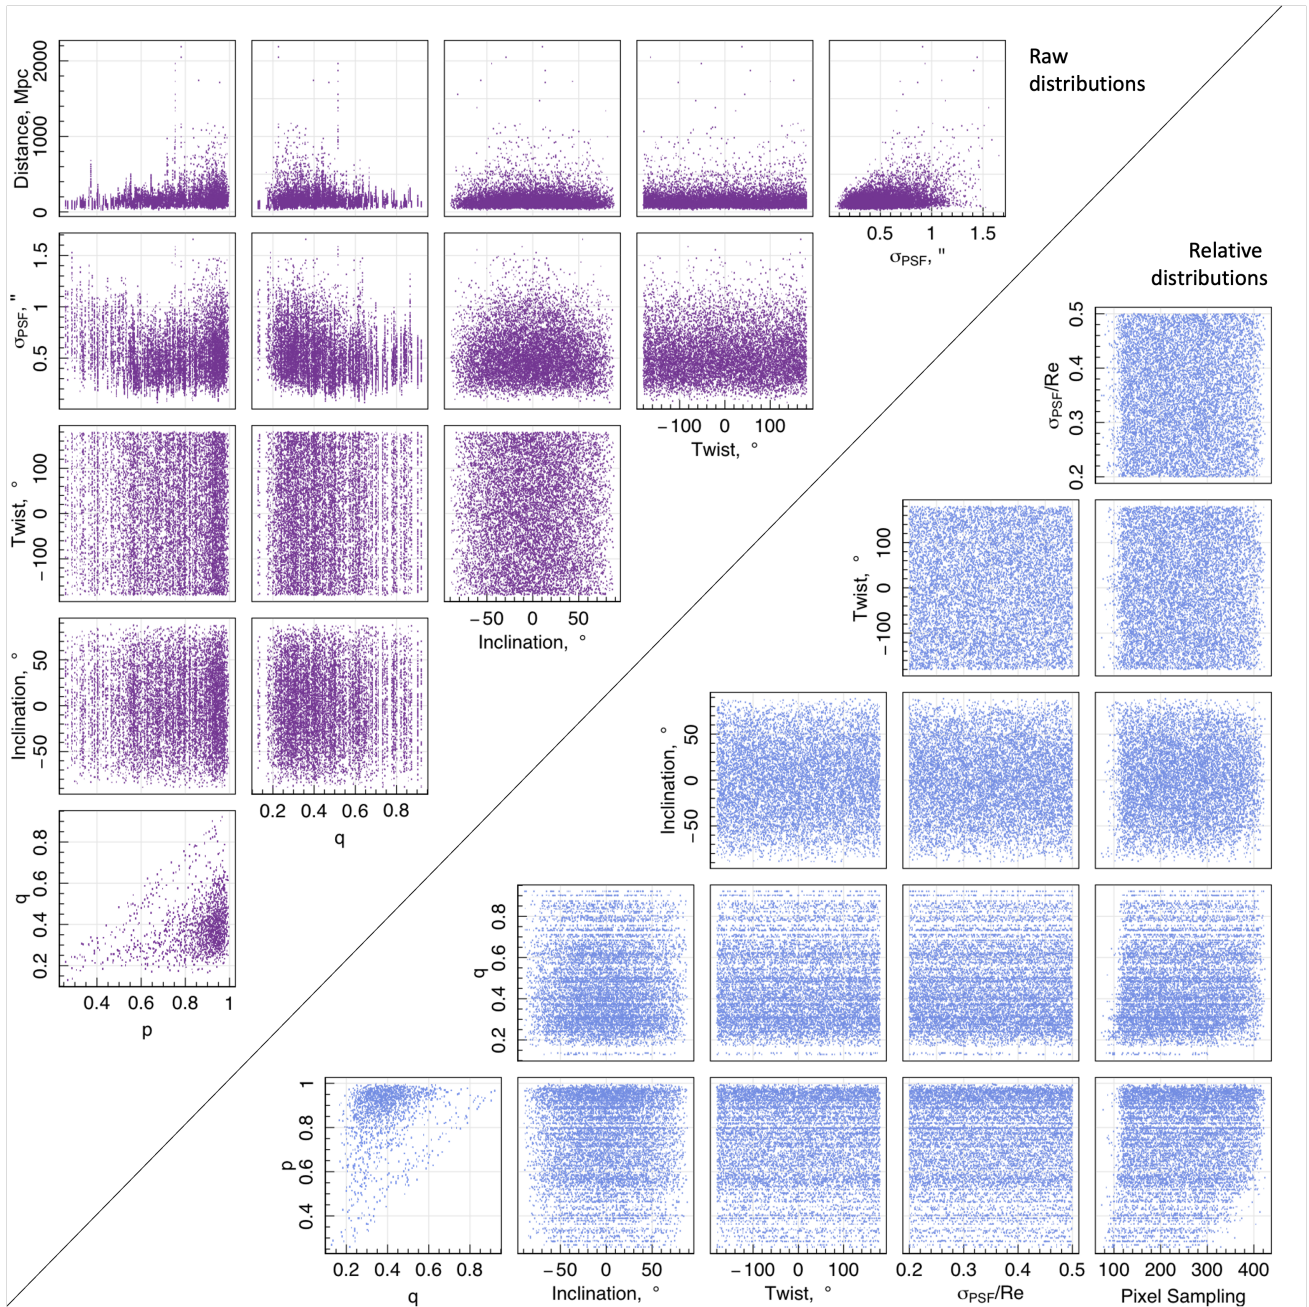 Raw
distributions
Distance, Mpc
0 1000 2000
0.5 1 1.5
σPSF, "
σPSF, "
0.5 1 1.5
−100 0 100
Twist, °
Relative
distributions
Twist, °
−100 0 100
−50 0 50
Inclination, °
σPSF/Re
0.2 0.3 0.4 0.5
Inclination, °
−50 0 50
0.2 0.4 0.6 0.8
q
Twist, °
−100 0 100
q
0.2 0.4 0.6 0.8
0.4 0.6 0.8 1
p
Inclination, °
−50 0 50
q
0.2 0.4 0.6 0.8
p
0.4 0.6 0.8 1
0.2 0.4 0.6 0.8
q
−50 0 50
Inclination, °
−100 0 100
Twist, °
0.2 0.3 0.4 0.5
σPSF/Re
100 200 300 400
Pixel Sampling